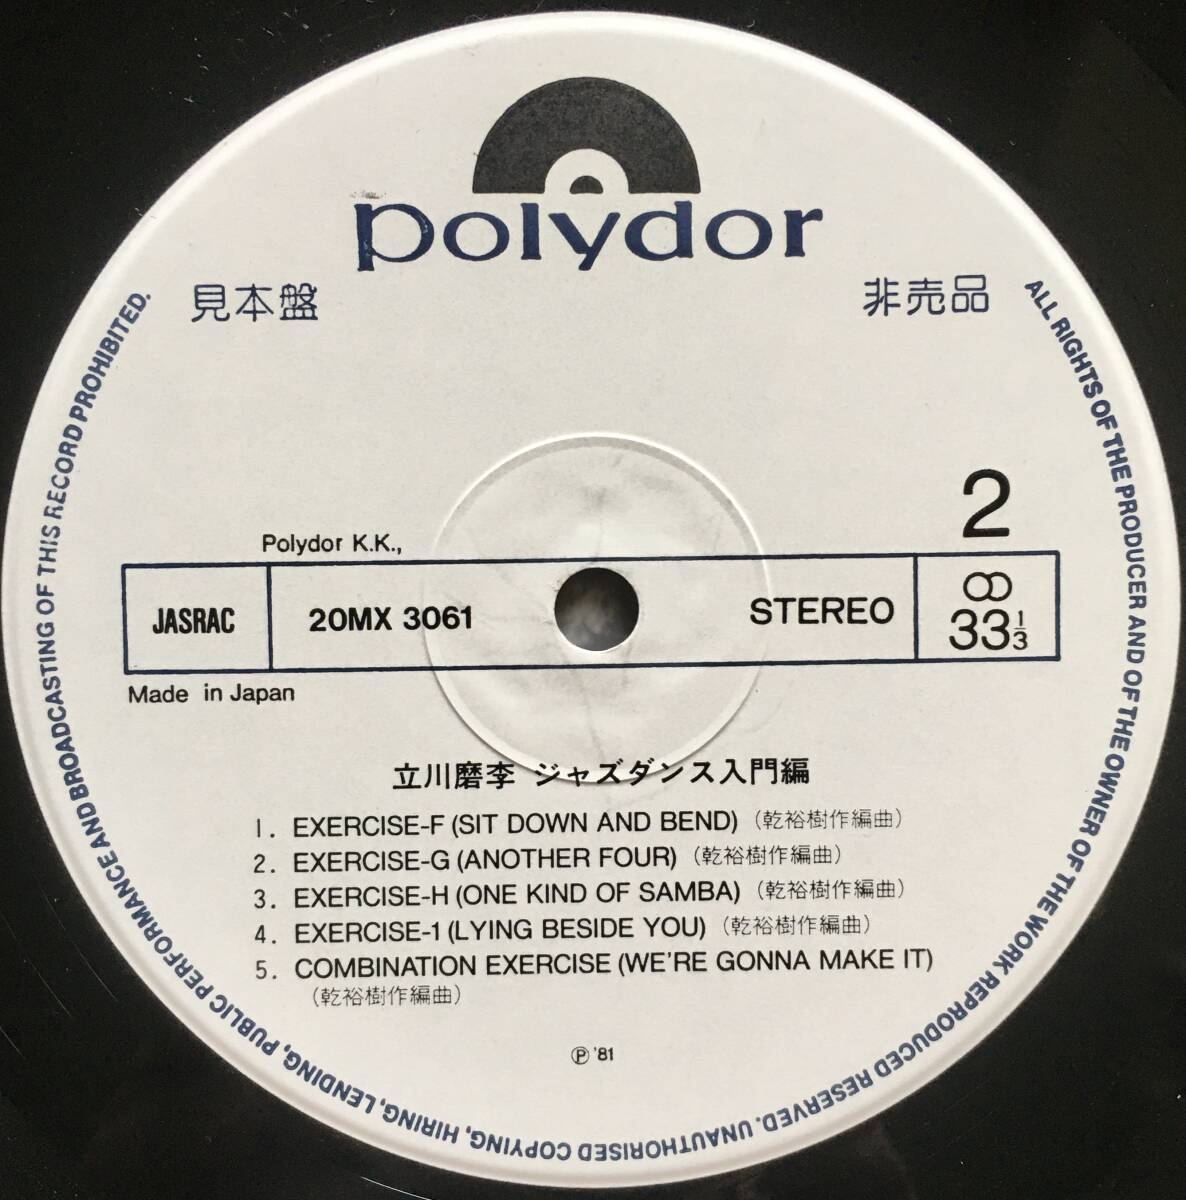 polydor
見本盤
非売品
2
Polydor K.K.,
JASRAC
20MX 3061
STEREO
33 1/3
Made in Japan
立川磨李 ジャズダンス入門編
1. EXERCISE-F (SIT DOWN AND BEND) (乾裕樹作編曲)
2. EXERCISE-G (ANOTHER FOUR) (乾裕樹作編曲)
3. EXERCISE-H (ONE KIND OF SAMBA) (乾裕樹作編曲)
4. EXERCISE-1 (LYING BESIDE YOU) (乾裕樹作編曲)
5. COMBINATION EXERCISE (WE'RE GONNA MAKE IT)
(乾裕樹作編曲)
℗ '81
ALL RIGHTS OF THE PRODUCER AND OF THE OWNER OF THE WORK REPRODUCED RESERVED. UNAUTHORISED COPYING, HIRING, LENDING, PUBLIC PERFORMANCE AND BROADCASTING OF THIS RECORD PROHIBITED.